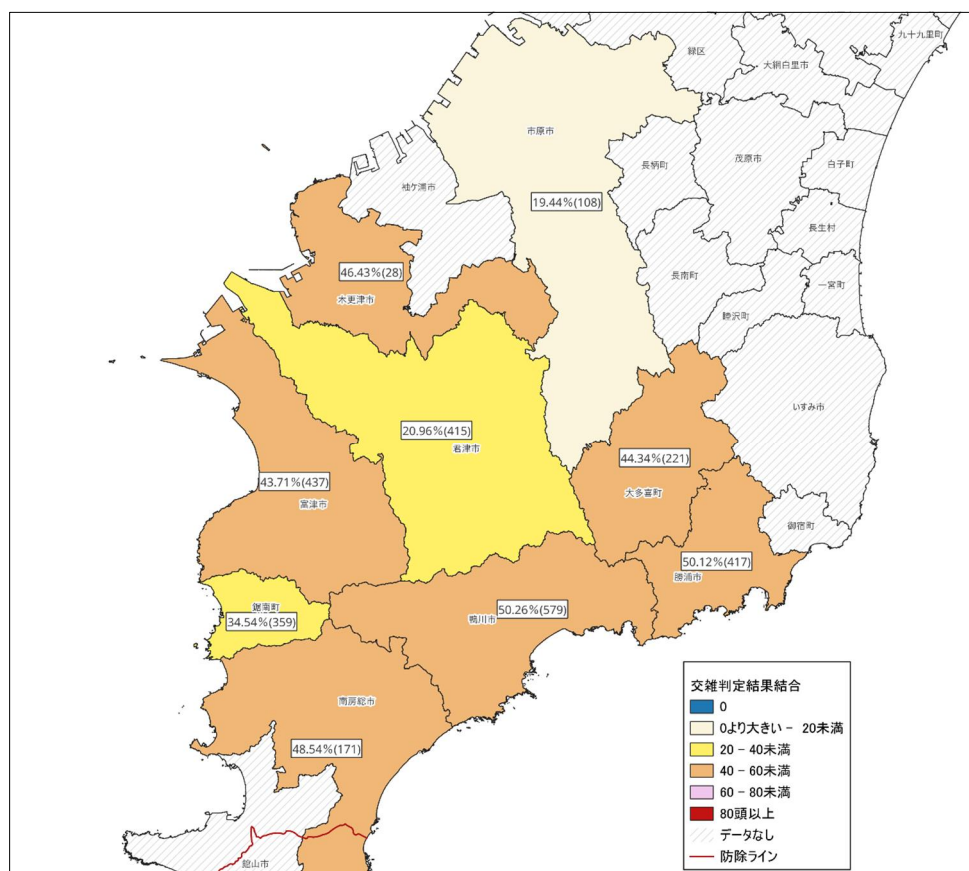 九十九里町
緑区
大網白里市
市原市
茂原市
長柄町
白子町
袖ケ浦市
19.44%(108)
長生村
46.43%(28)
木更津市
長南町
一宮町
睦沢町
いすみ市
20.96%(415)
君津市
44.34%(221)
大多喜町
43.71%(437)
富津市
御宿町
50.12%(417)
勝浦市
鋸南町
34.54%(359)
50.26%(579)
鴨川市
南房総市
48.54%(171)
館山市
交雑判定結果結合
0
0より大きい - 20未満
20 - 40未満
40 - 60未満
60 - 80未満
80頭以上
データなし
防除ライン